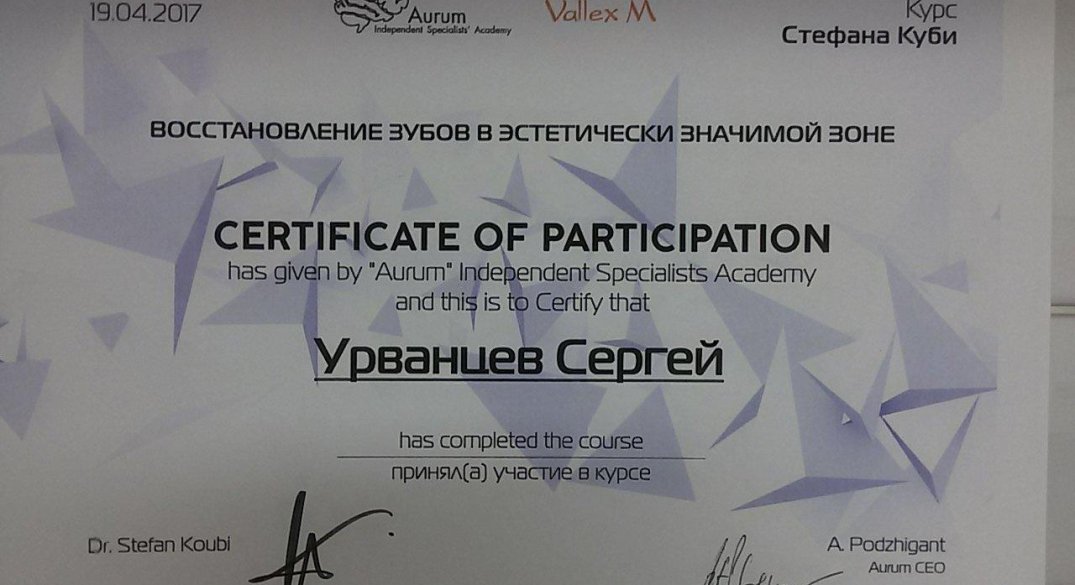 19.04.2017
Aurum
Independent Specialists' Academy
Vallex M
Курс
Стефана Куби
ВОССТАНОВЛЕНИЕ ЗУБОВ В ЭСТЕТИЧЕСКИ ЗНАЧИМОЙ ЗОНЕ
CERTIFICATE OF PARTICIPATION
has given by "Aurum" Independent Specialists Academy
and this is to Certify that
Урванцев Сергей
has completed the course
принял(а) участие в курсе
Dr. Stefan Koubi
A. Podzhigant
Aurum CEO